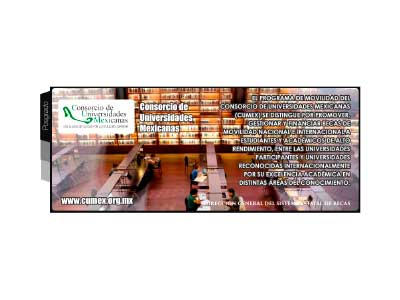 Posgrado
Consorcio de
Universidades
Mexicanas
Consorcio de
Universidades
Mexicanas
EL PROGRAMA DE MOVILIDAD DEL
CONSORCIO DE UNIVERSIDADES MEXICANAS
(CUMEX) SE DISTINGUE POR PROMOVER,
GESTIONAR Y FINANCIAR BECAS DE
MOVILIDAD NACIONAL E INTERNACIONAL A
ESTUDIANTES Y ACADÉMICOS DE ALTO
RENDIMIENTO, ENTRE LAS UNIVERSIDADES
PARTICIPANTES Y UNIVERSIDADES
RECONOCIDAS INTERNACIONALMENTE
POR SU EXCELENCIA ACADÉMICA EN
DISTINTAS ÁREAS DEL CONOCIMIENTO.
www.cumex.org.mx
DIRECCIÓN GENERAL DEL SISTEMA ESTATAL DE BECAS